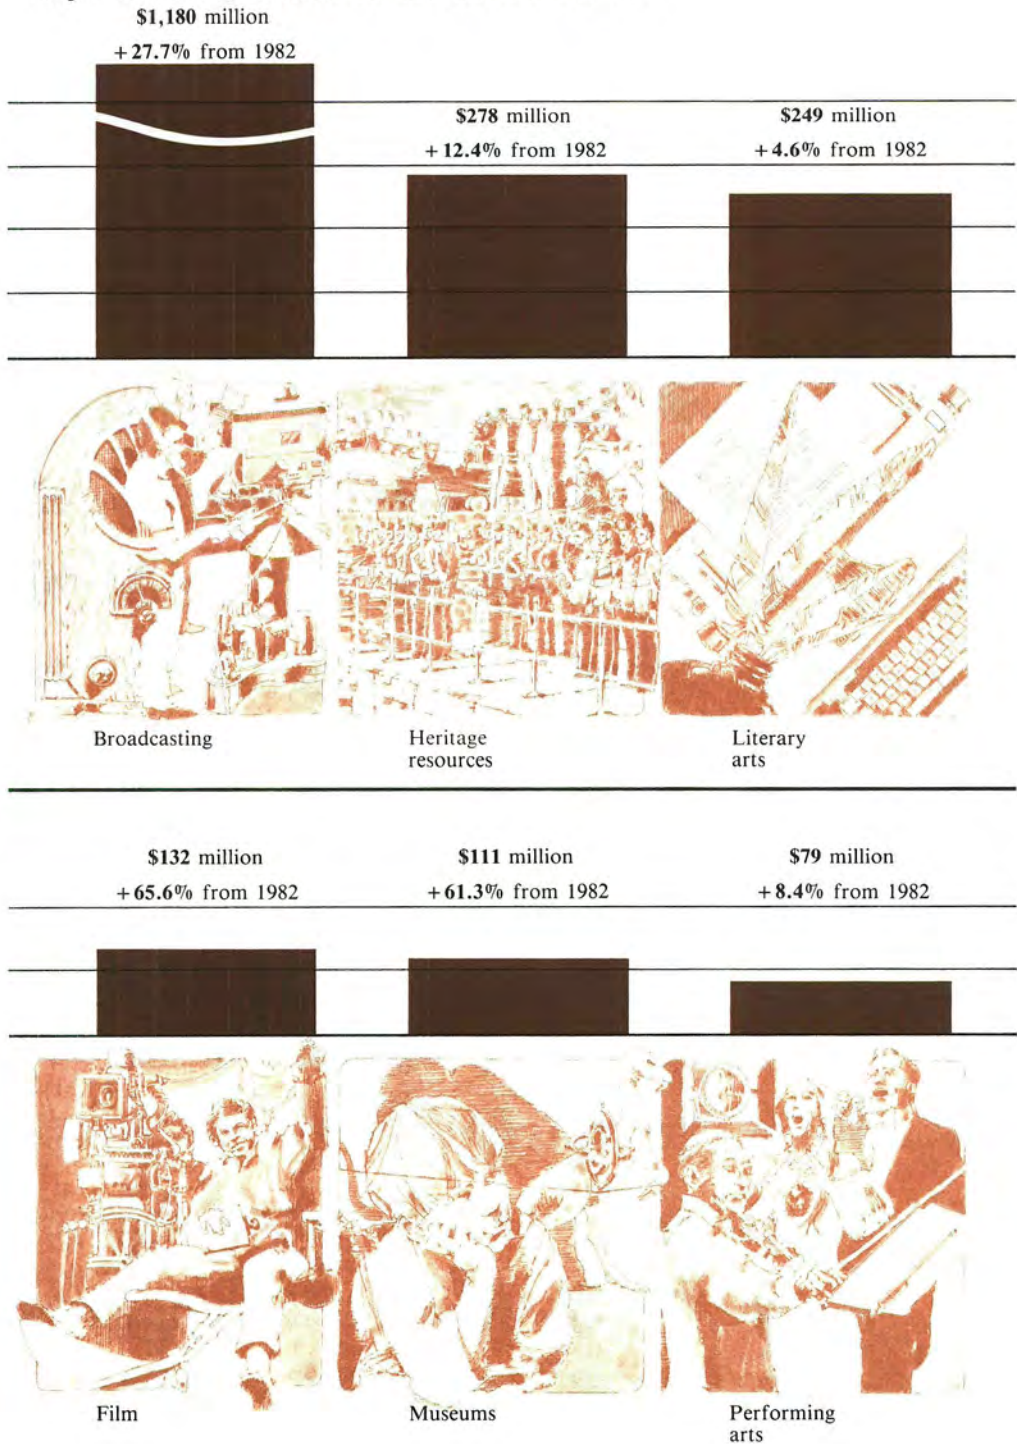 $1,180 million
+27.7% from 1982
$278 million
+12.4% from 1982
$249 million
+4.6% from 1982
Broadcasting
Heritage
resources
Literary
arts
$132 million
+65.6% from 1982
$111 million
+61.3% from 1982
$79 million
+8.4% from 1982
Film
Museums
Performing
arts